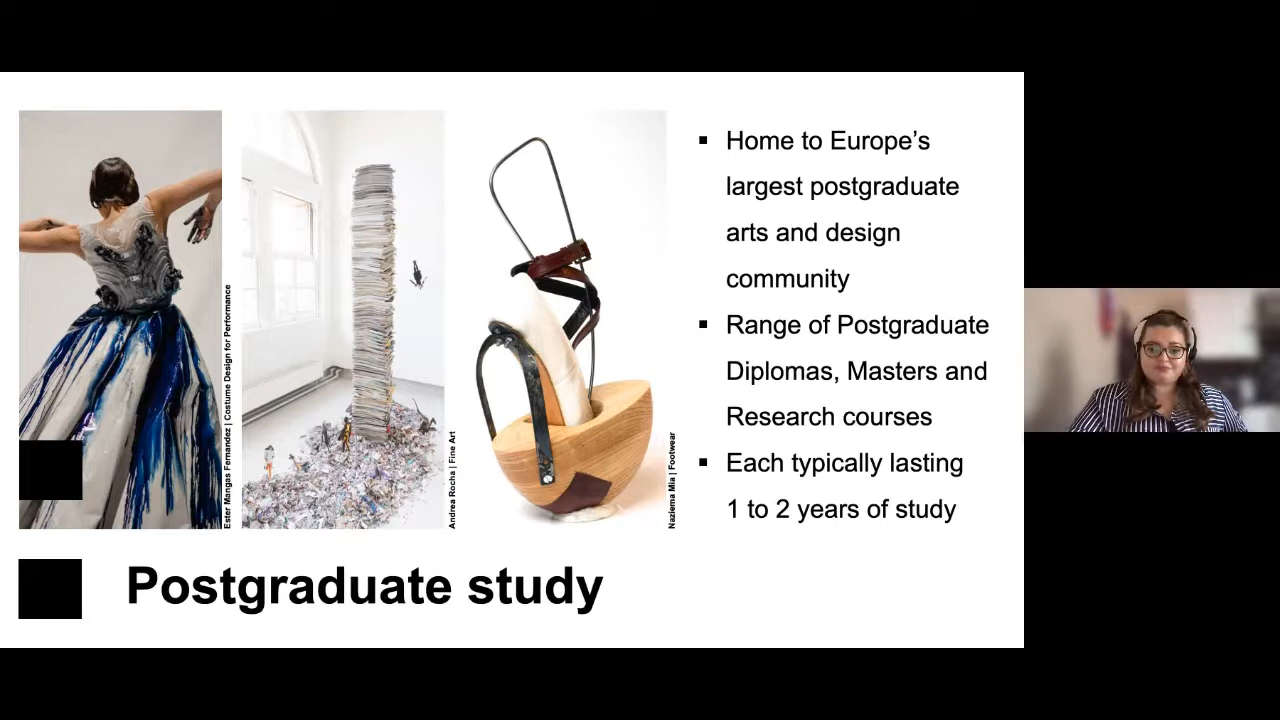 Home to Europe’s
largest postgraduate
arts and design
community
Range of Postgraduate
Diplomas, Masters and
Research courses
Each typically lasting
1 to 2 years of study
Ester Mangas Fernandez | Costume Design for Performance
Andrea Rocha | Fine Art
Naziema Mia | Footwear
Postgraduate study